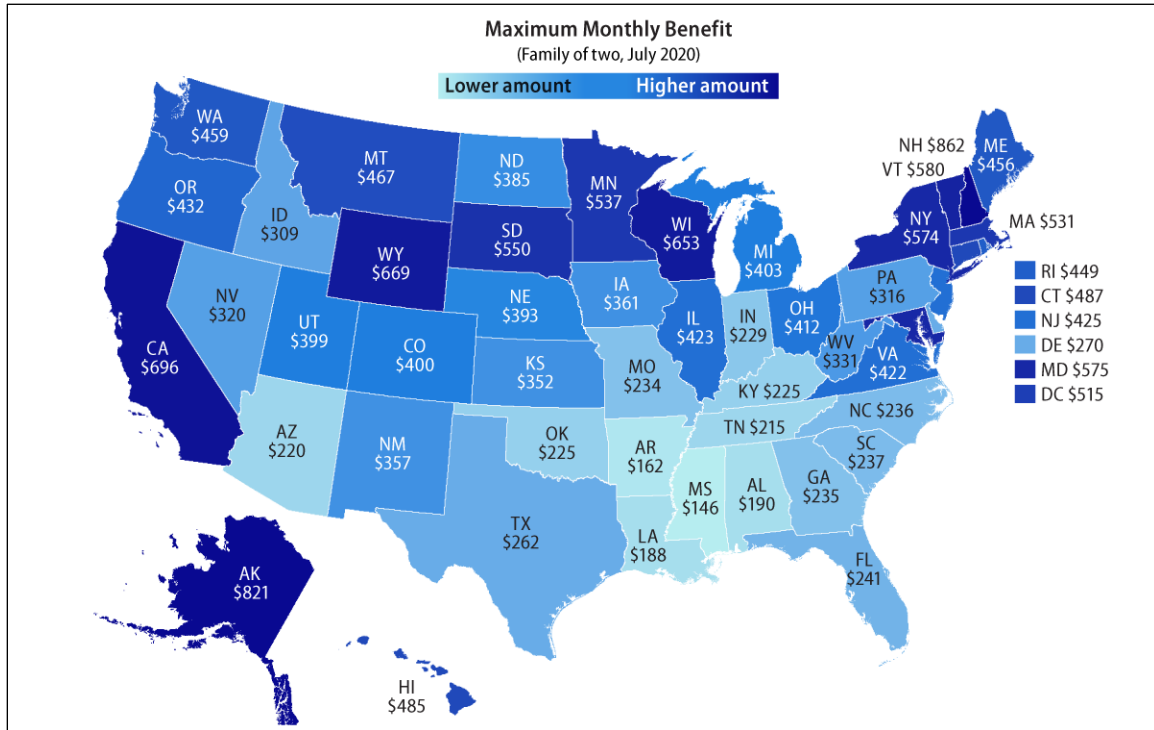 Maximum Monthly Benefit
(Family of two, July 2020)
Lower amount Higher amount
WA
$459
MT
$467
ND
$385
MN
$537
NH $862
VT $580
ME
$456
OR
$432
ID
$309
WY
$669
SD
$550
WI
$653
MI
$403
NY
$574
MA $531
NV
$320
UT
$399
CO
$400
NE
$393
IA
$361
IL
$423
IN
$229
OH
$412
PA
$316
RI $449
CT $487
NJ $425
DE $270
MD $575
DC $515
CA
$696
KS
$352
MO
$234
WV
$331
VA
$422
KY $225
NC $236
TN $215
AZ
$220
NM
$357
OK
$225
AR
$162
SC
$237
MS
$146
AL
$190
GA
$235
TX
$262
LA
$188
FL
$241
AK
$821
HI
$485